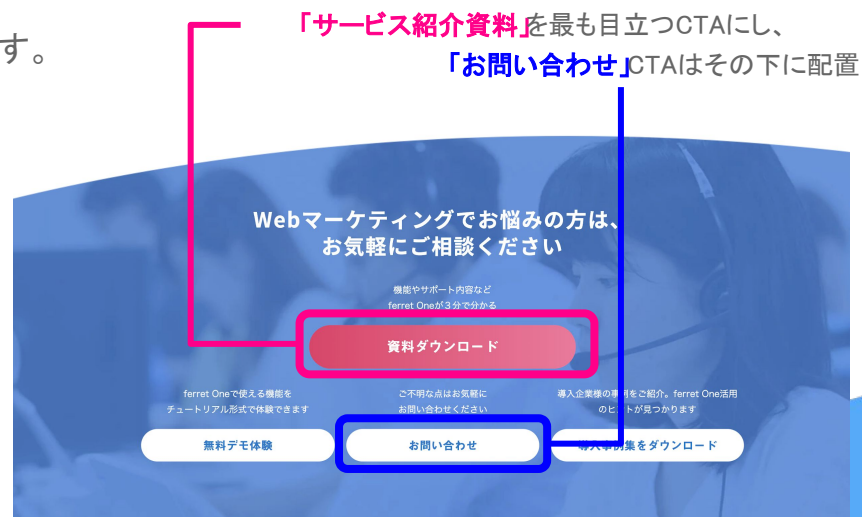 「サービス紹介資料」を最も目立つCTAにし、
す。
「お問い合わせ」CTAはその下に配置
Webマーケティングでお悩みの方は、
お気軽にご相談ください
機能やサポート内容など
ferret Oneが3分で分かる
資料ダウンロード
ferret Oneで使える機能を
チュートリアル形式で体験できます
無料デモ体験
ご不明な点はお気軽に
お問い合わせください
お問い合わせ
導入企業様の事例をご紹介。ferret One活用
のヒントが見つかります
導入事例集をダウンロード